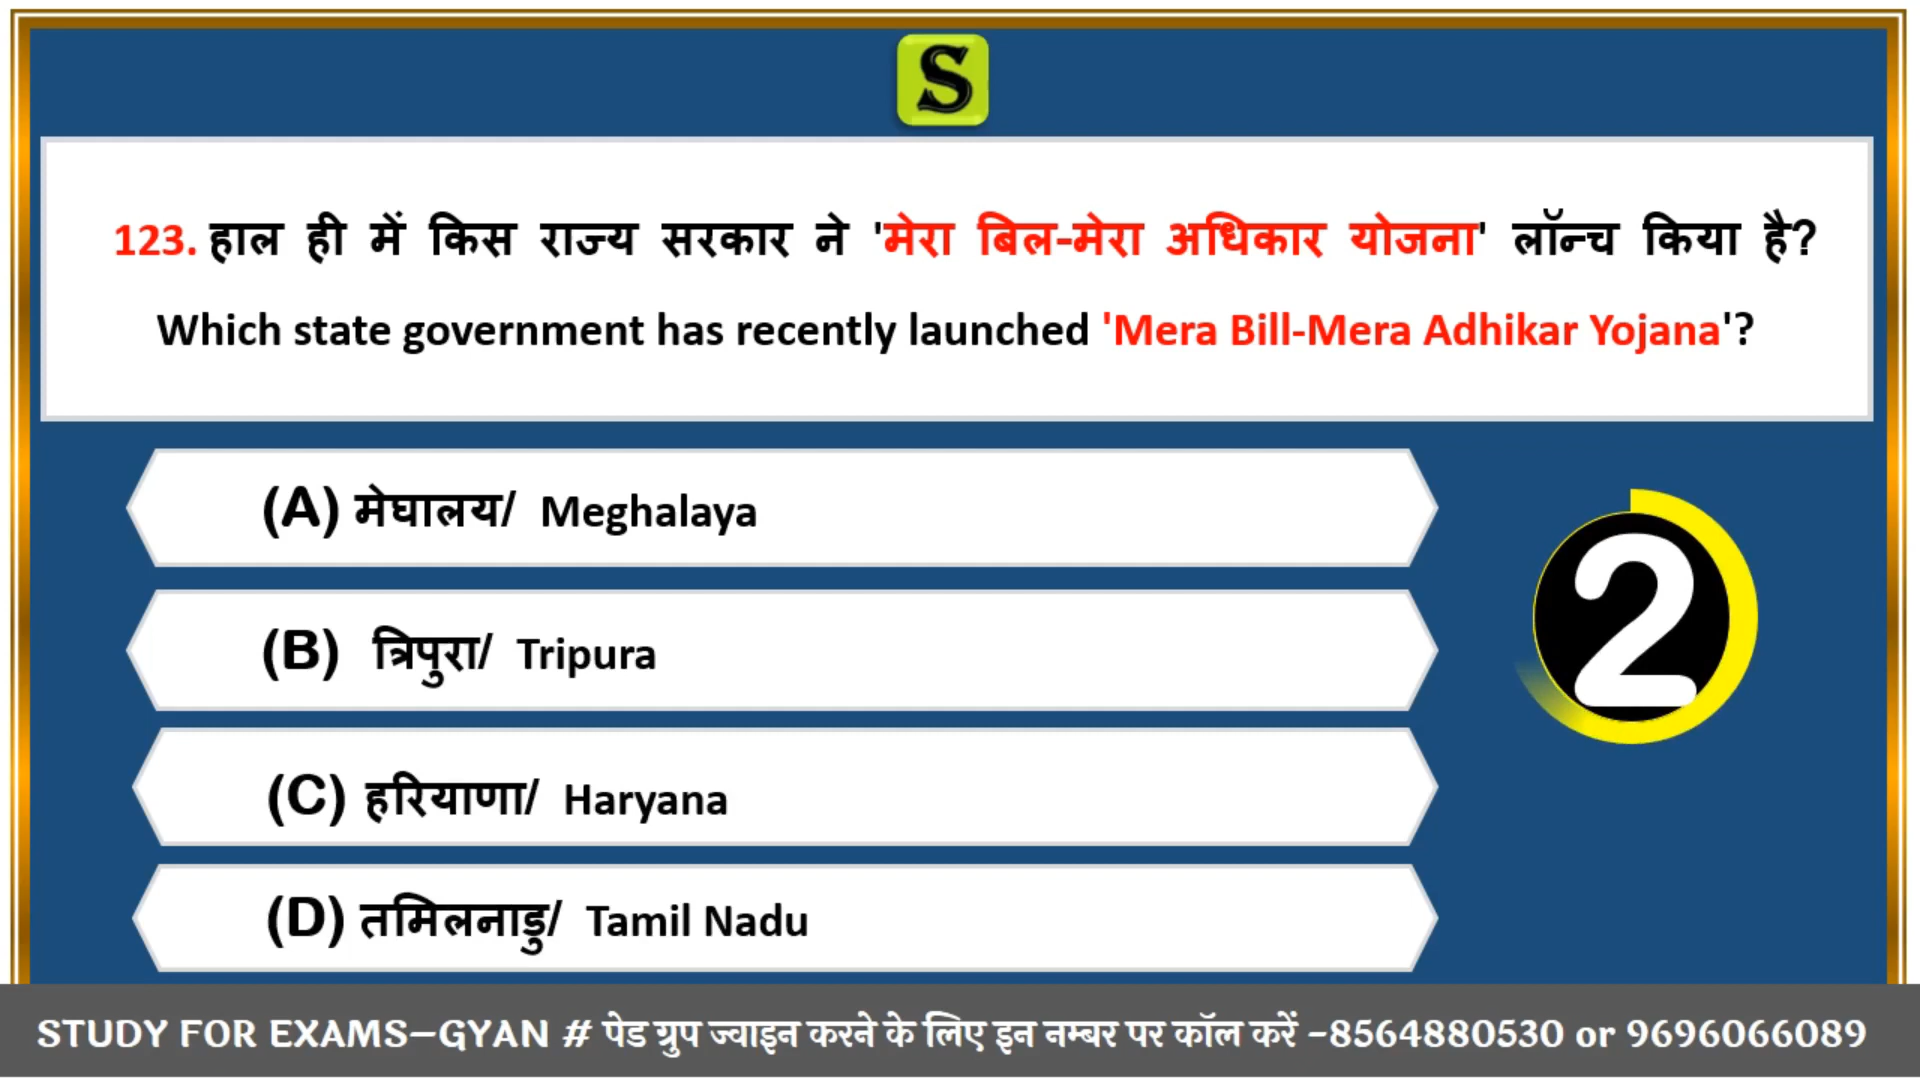 S
123. हाल ही में किस राज्य सरकार ने 'मेरा बिल-मेरा अधिकार योजना' लॉन्च किया है?
Which state government has recently launched 'Mera Bill-Mera Adhikar Yojana'?
(A) मेघालय/ Meghalaya
(B) त्रिपुरा/ Tripura
2
(C) हरियाणा/ Haryana
(D) तमिलनाडु/ Tamil Nadu
STUDY FOR EXAMS–GYAN # पेड ग्रुप ज्वाइन करने के लिए इन नम्बर पर कॉल करें -8564880530 or 9696066089